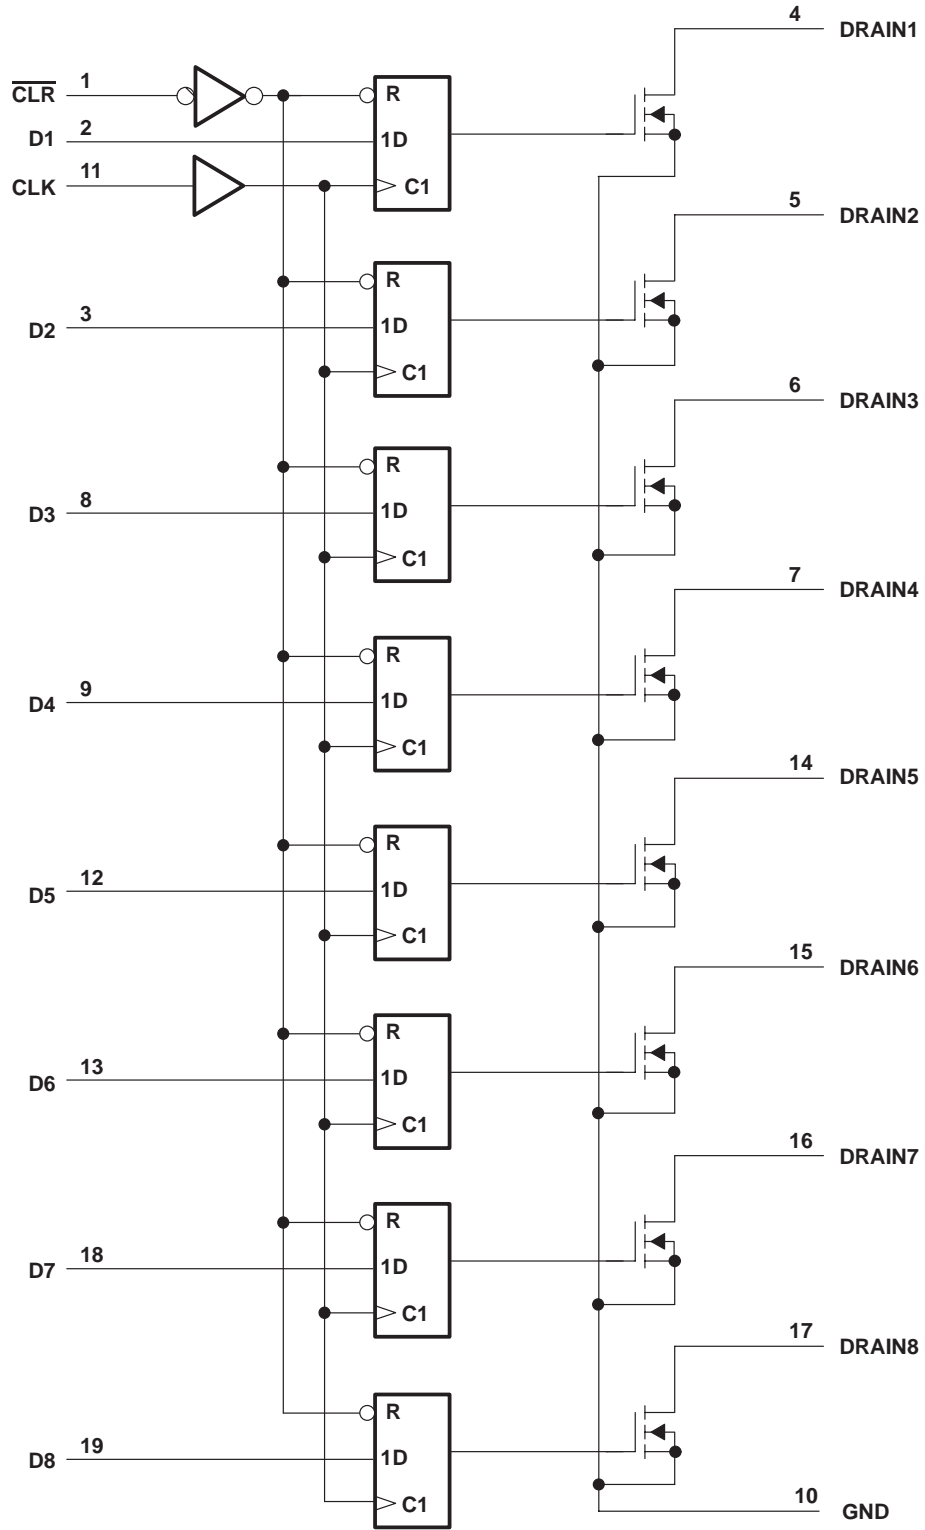 4 DRAIN1
C̅L̅R̅ 1 R
D1 2 1D
CLK 11 C1
5 DRAIN2
R
D2 3 1D
C1
6 DRAIN3
R
D3 8 1D
C1
7 DRAIN4
R
D4 9 1D
C1
14 DRAIN5
R
D5 12 1D
C1
15 DRAIN6
R
D6 13 1D
C1
16 DRAIN7
R
D7 18 1D
C1
17 DRAIN8
R
D8 19 1D
C1
10 GND